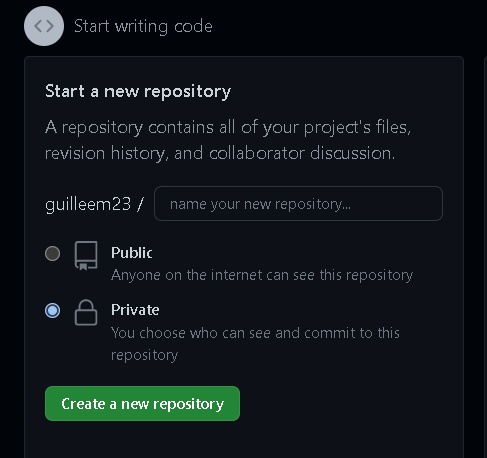 Start writing code
Start a new repository
A repository contains all of your project's files,
revision history, and collaborator discussion.
guilleem23 / name your new repository...
Public
Anyone on the internet can see this repository
Private
You choose who can see and commit to this
repository
Create a new repository